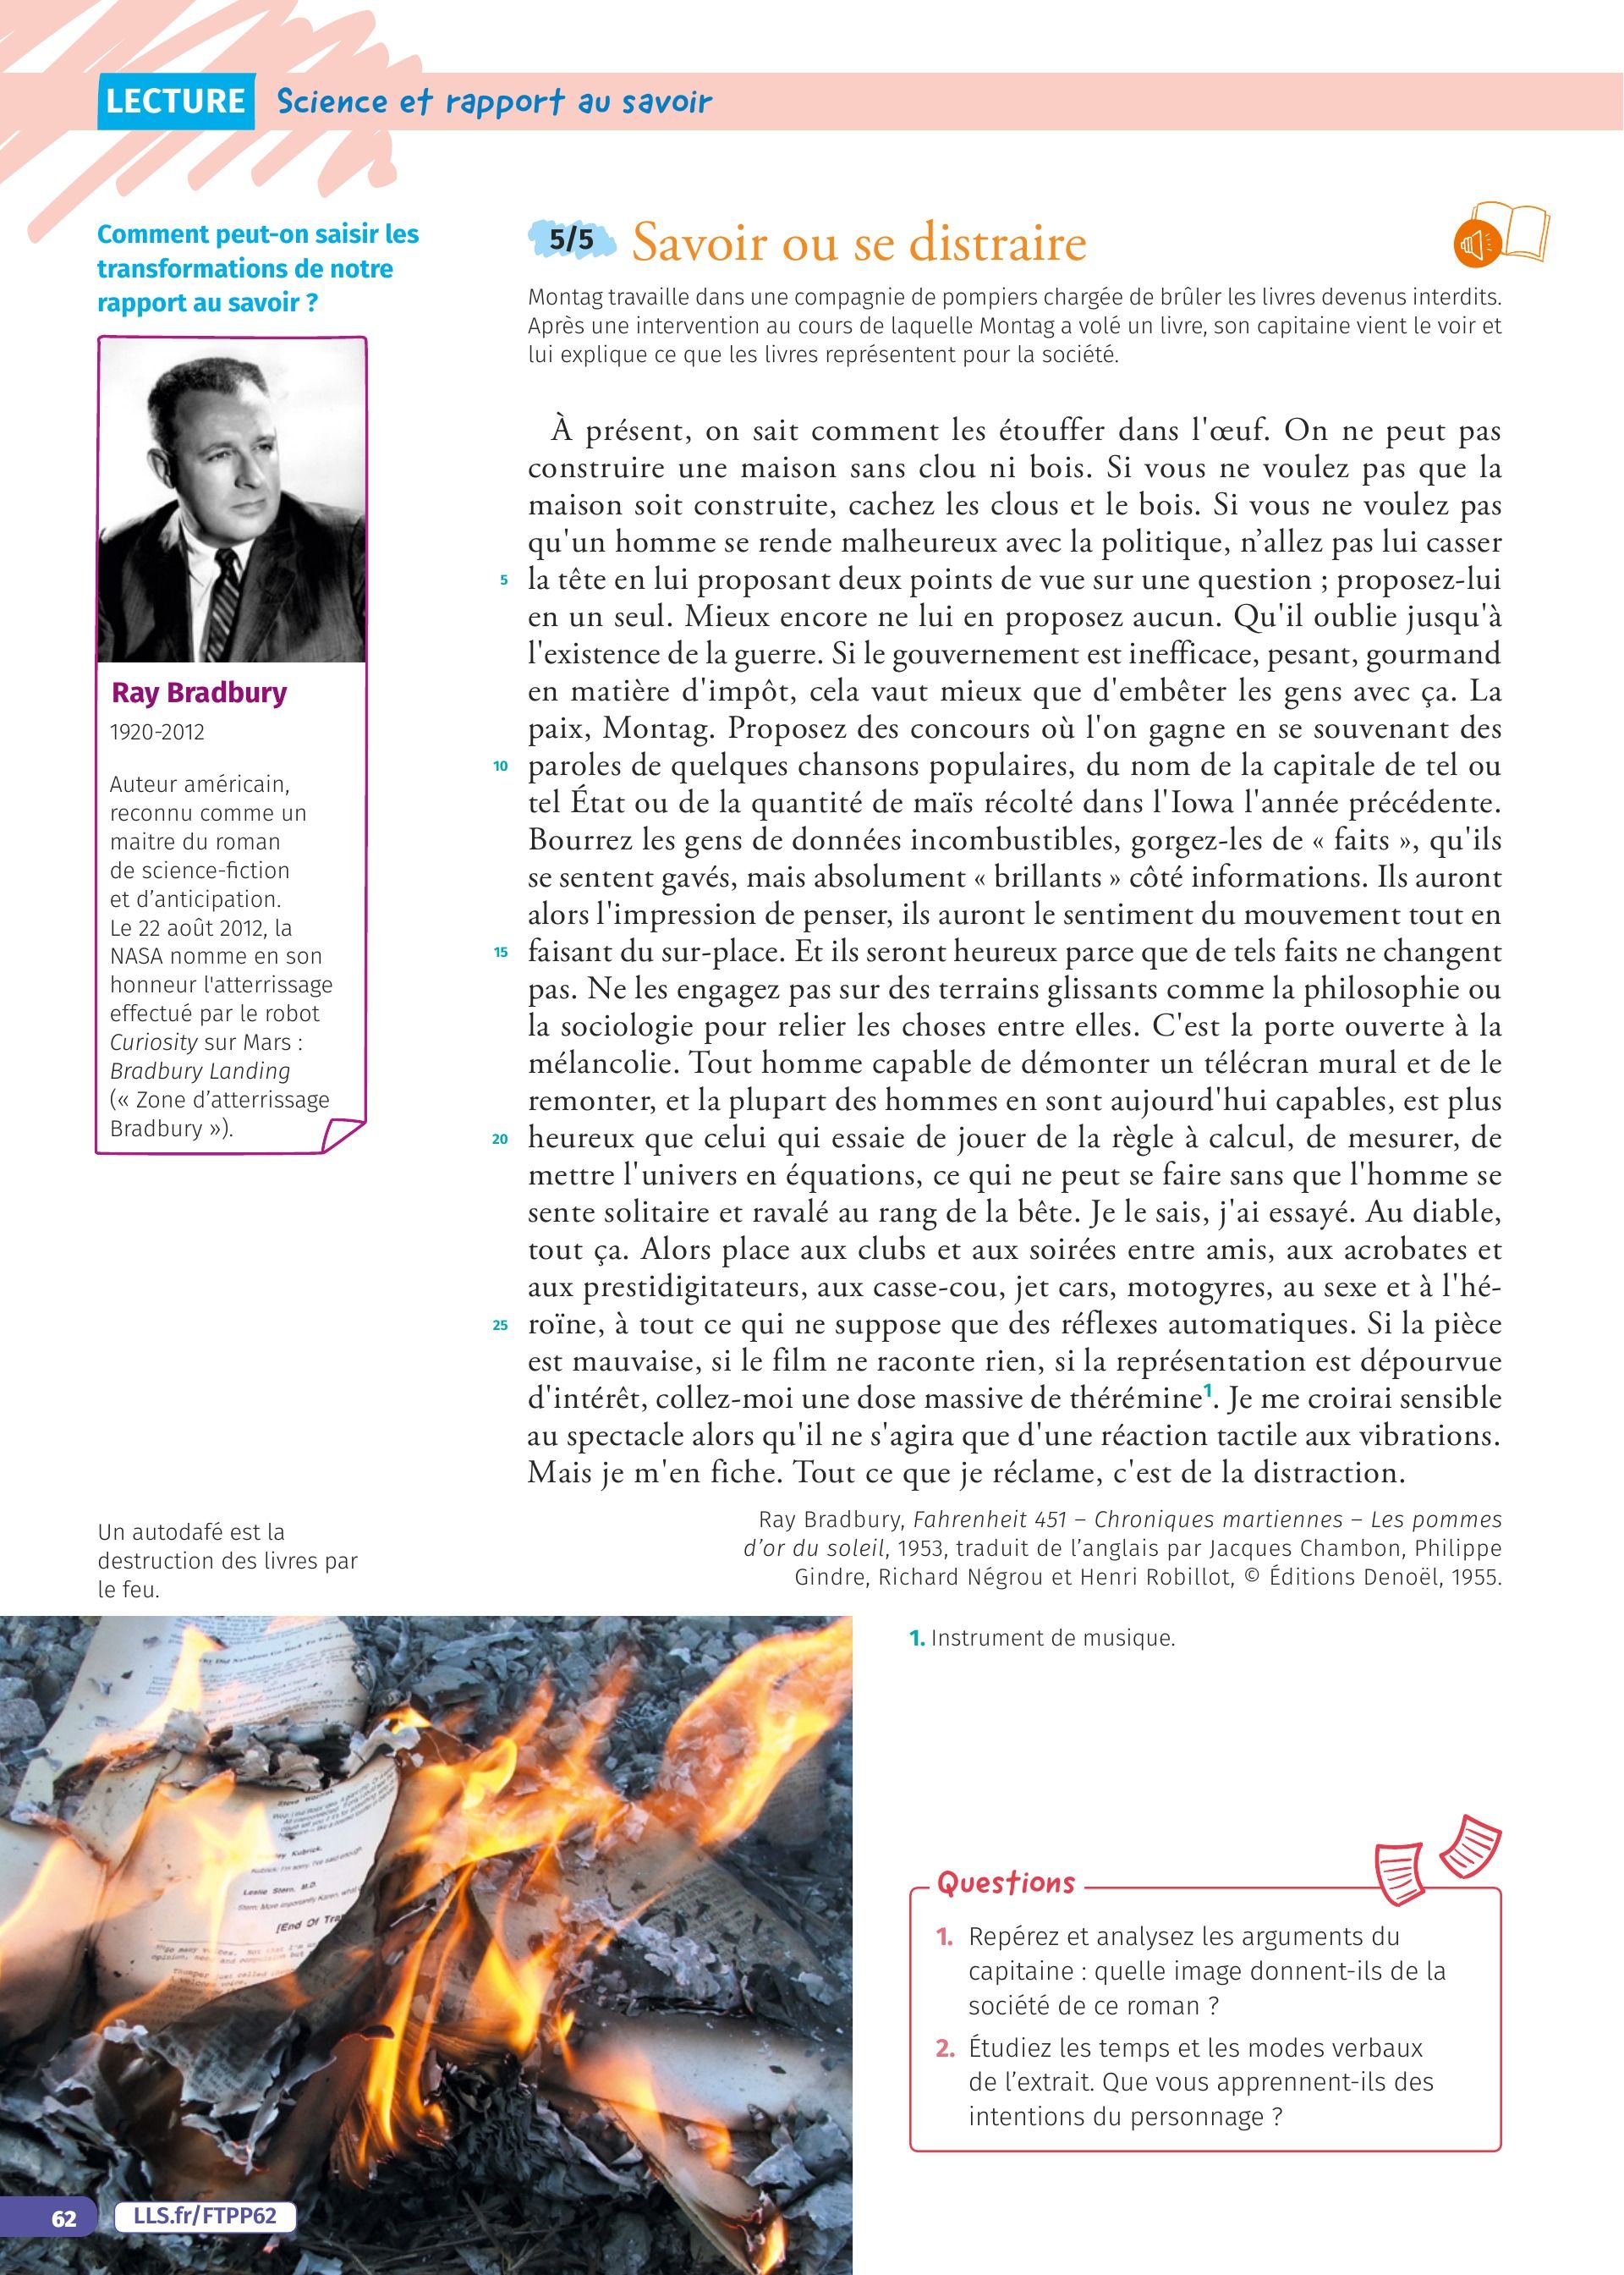 LECTURE Science et rapport au savoir
Comment peut-on saisir les
transformations de notre
rapport au savoir ?
Ray Bradbury
1920-2012
Auteur américain,
reconnu comme un
maitre du roman
de science-fiction
et d’anticipation.
Le 22 août 2012, la
NASA nomme en son
honneur l'atterrissage
effectué par le robot
Curiosity sur Mars :
Bradbury Landing
(« Zone d’atterrissage
Bradbury »).
5/5 Savoir ou se distraire
Montag travaille dans une compagnie de pompiers chargée de brûler les livres devenus interdits.
Après une intervention au cours de laquelle Montag a volé un livre, son capitaine vient le voir et
lui explique ce que les livres représentent pour la société.
À présent, on sait comment les étouffer dans l'œuf. On ne peut pas
construire une maison sans clou ni bois. Si vous ne voulez pas que la
maison soit construite, cachez les clous et le bois. Si vous ne voulez pas
qu'un homme se rende malheureux avec la politique, n’allez pas lui casser
5 la tête en lui proposant deux points de vue sur une question ; proposez-lui
en un seul. Mieux encore ne lui en proposez aucun. Qu'il oublie jusqu'à
l'existence de la guerre. Si le gouvernement est inefficace, pesant, gourmand
en matière d'impôt, cela vaut mieux que d'embêter les gens avec ça. La
paix, Montag. Proposez des concours où l'on gagne en se souvenant des
10 paroles de quelques chansons populaires, du nom de la capitale de tel ou
tel État ou de la quantité de maïs récolté dans l'Iowa l'année précédente.
Bourrez les gens de données incombustibles, gorgez-les de « faits », qu'ils
se sentent gavés, mais absolument « brillants » côté informations. Ils auront
alors l'impression de penser, ils auront le sentiment du mouvement tout en
15 faisant du sur-place. Et ils seront heureux parce que de tels faits ne changent
pas. Ne les engagez pas sur des terrains glissants comme la philosophie ou
la sociologie pour relier les choses entre elles. C'est la porte ouverte à la
mélancolie. Tout homme capable de démonter un télécran mural et de le
remonter, et la plupart des hommes en sont aujourd'hui capables, est plus
20 heureux que celui qui essaie de jouer de la règle à calcul, de mesurer, de
mettre l'univers en équations, ce qui ne peut se faire sans que l'homme se
sente solitaire et ravalé au rang de la bête. Je le sais, j'ai essayé. Au diable,
tout ça. Alors place aux clubs et aux soirées entre amis, aux acrobates et
aux prestidigitateurs, aux casse-cou, jet cars, motogyres, au sexe et à l'hé-
25 roïne, à tout ce qui ne suppose que des réflexes automatiques. Si la pièce
est mauvaise, si le film ne raconte rien, si la représentation est dépourvue
d'intérêt, collez-moi une dose massive de thérémine1. Je me croirai sensible
au spectacle alors qu'il ne s'agira que d'une réaction tactile aux vibrations.
Mais je m'en fiche. Tout ce que je réclame, c'est de la distraction.
Ray Bradbury, Fahrenheit 451 – Chroniques martiennes – Les pommes
d’or du soleil, 1953, traduit de l’anglais par Jacques Chambon, Philippe
Gindre, Richard Négrou et Henri Robillot, © Éditions Denoël, 1955.
1. Instrument de musique.
Un autodafé est la
destruction des livres par
le feu.
Kubrick
Leslie Stern, M.D.
[End Of
Questions
1. Repérez et analysez les arguments du
capitaine : quelle image donnent-ils de la
société de ce roman ?
2. Étudiez les temps et les modes verbaux
de l’extrait. Que vous apprennent-ils des
intentions du personnage ?
62
LLS.fr/FTPP62